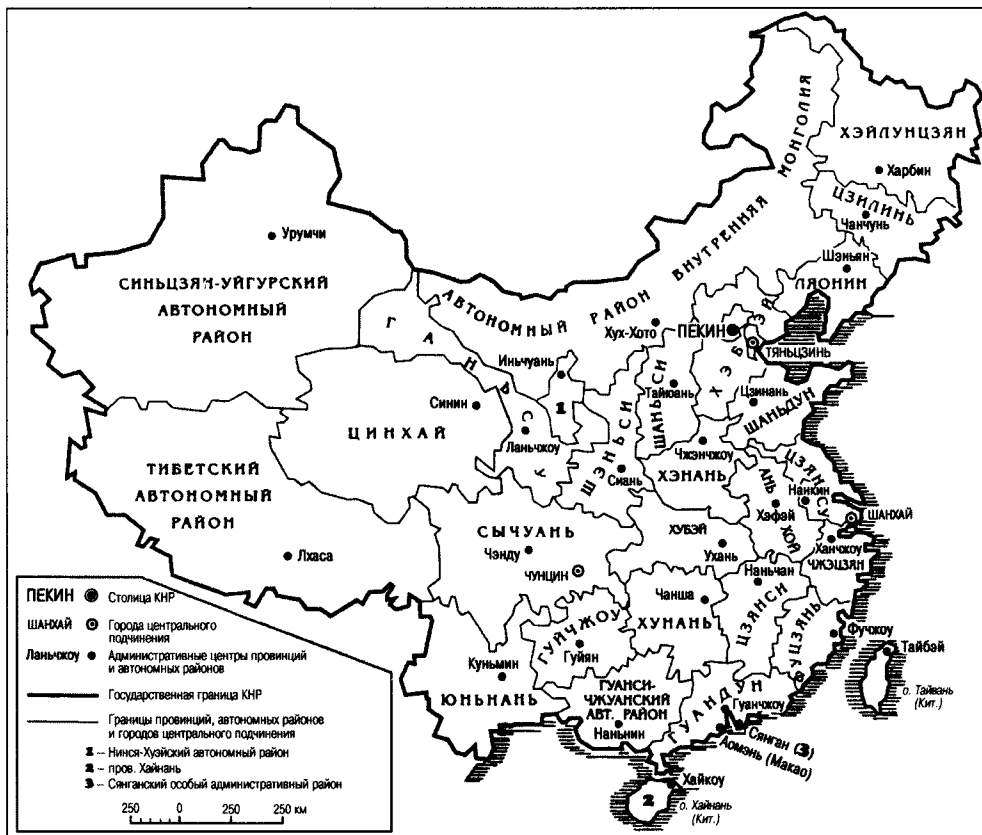 МОНГОЛИЯ
ХЭЙЛУНЦЗЯН
Харбин
ЦЗИЛИНЬ
Чанчунь
Урумчи
ВНУТРЕННЯЯ
Шэньян
ЛЯОНИН
СИНЬЦЗЯН-УЙГУРСКИЙ
АВТОНОМНЫЙ
РАЙОН
АВТОНОМНЫЙ РАЙОН
ГАНЬСУ
Хух-Хото
ПЕКИН
ХЭБЭЙ
ТЯНЬЦЗИНЬ
Иньчуань
1
Синин
ЦИНХАЙ
Ланьчжоу
ШЭНЬСИ
ШАНЬСИ
Тайюань
Цзинань
ШАНЬДУН
ТИБЕТСКИЙ
АВТОНОМНЫЙ
РАЙОН
Сиань
Чжэнчжоу
ХЭНАНЬ
ЦЗЯНСУ
Нанкин
АНЬ
ХОЙ
Хэфэй
ШАНХАЙ
Лхаса
СЫЧУАНЬ
Чэнду
ЧУНЦИН
ХУБЭЙ
Ухань
Ханчжоу
ЧЖЭЦЗЯН
Наньчан
ЦЗЯНСИ
Чанша
ХУНАНЬ
ГУЙЧЖОУ
Гуйян
ФУЦЗЯНЬ
Фучжоу
Тайбэй
о. Тайвань
(Кит.)
Куньмин
ЮНЬНАНЬ
ГУАНСИ-
ЧЖУАНСКИЙ
АВТ. РАЙОН
Наньнин
ГУАНДУН
Гуанчжоу
Сянган (3)
Аомэнь (Макао)
Хайкоу
2
о. Хайнань
(Кит.)
ПЕКИН Столица КНР
ШАНХАЙ Города центрального
подчинения
Ланьчжоу Административные центры провинций
и автономных районов
Государственная граница КНР
Границы провинций, автономных районов
и городов центрального подчинения
1 – Нинся-Хуэйский автономный район
2 – пров. Хайнань
3 – Сянганский особый административный район
250 0 250 250 км